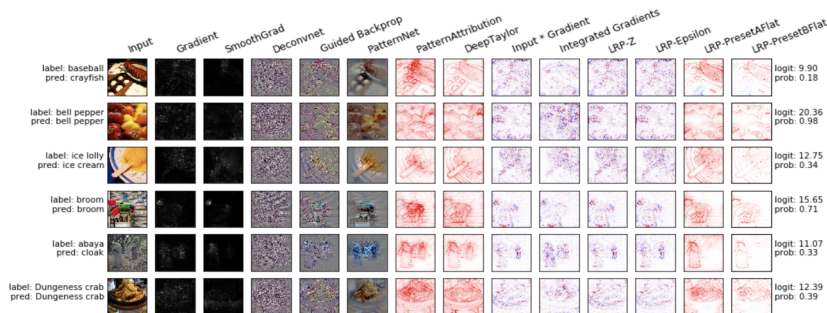 Input Gradient SmoothGrad Deconvnet Guided Backprop PatternNet PatternAttribution DeepTaylor Input * Gradient Integrated Gradients LRP-Z LRP-Epsilon LRP-PresetAFlat LRP-PresetBFlat
label: baseball logit: 9.90
pred: crayfish prob: 0.18
label: bell pepper logit: 20.36
pred: bell pepper prob: 0.98
label: ice lolly logit: 12.75
pred: ice cream prob: 0.34
label: broom logit: 15.65
pred: broom prob: 0.71
label: abaya logit: 11.07
pred: cloak prob: 0.33
label: Dungeness crab logit: 12.39
pred: Dungeness crab prob: 0.39